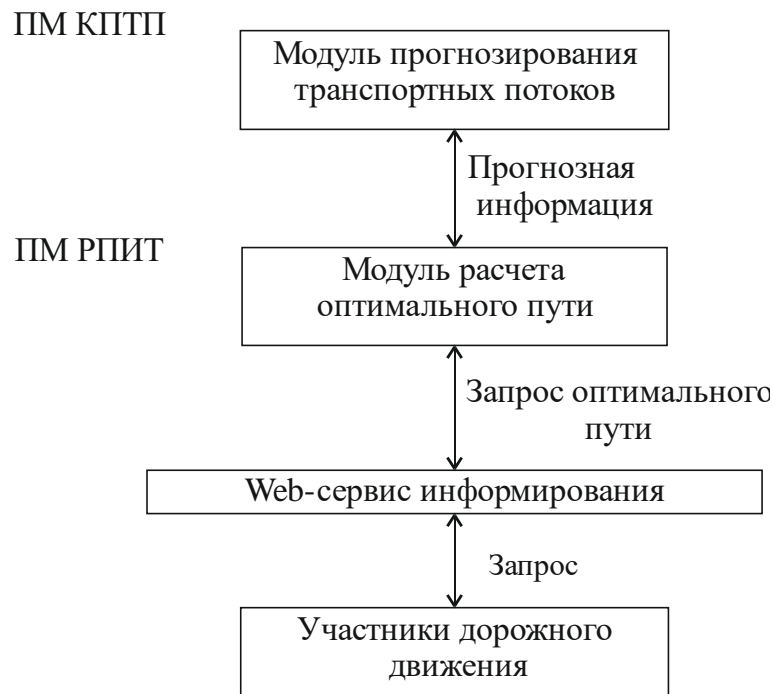 ПМ КПТП
Модуль прогнозирования
транспортных потоков
Прогнозная
информация
ПМ РПИТ
Модуль расчета
оптимального пути
Запрос оптимального
пути
Web-сервис информирования
Запрос
Участники дорожного
движения